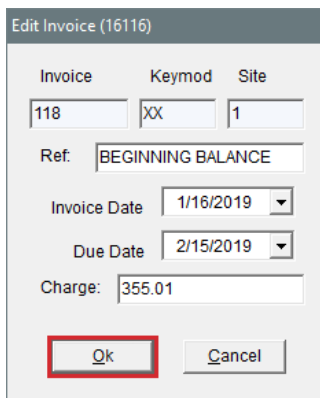 Edit Invoice (16116)
Invoice Keymod Site
118 XX 1
Ref: BEGINNING BALANCE
Invoice Date 1/16/2019
Due Date 2/15/2019
Charge: 355.01
Ok Cancel